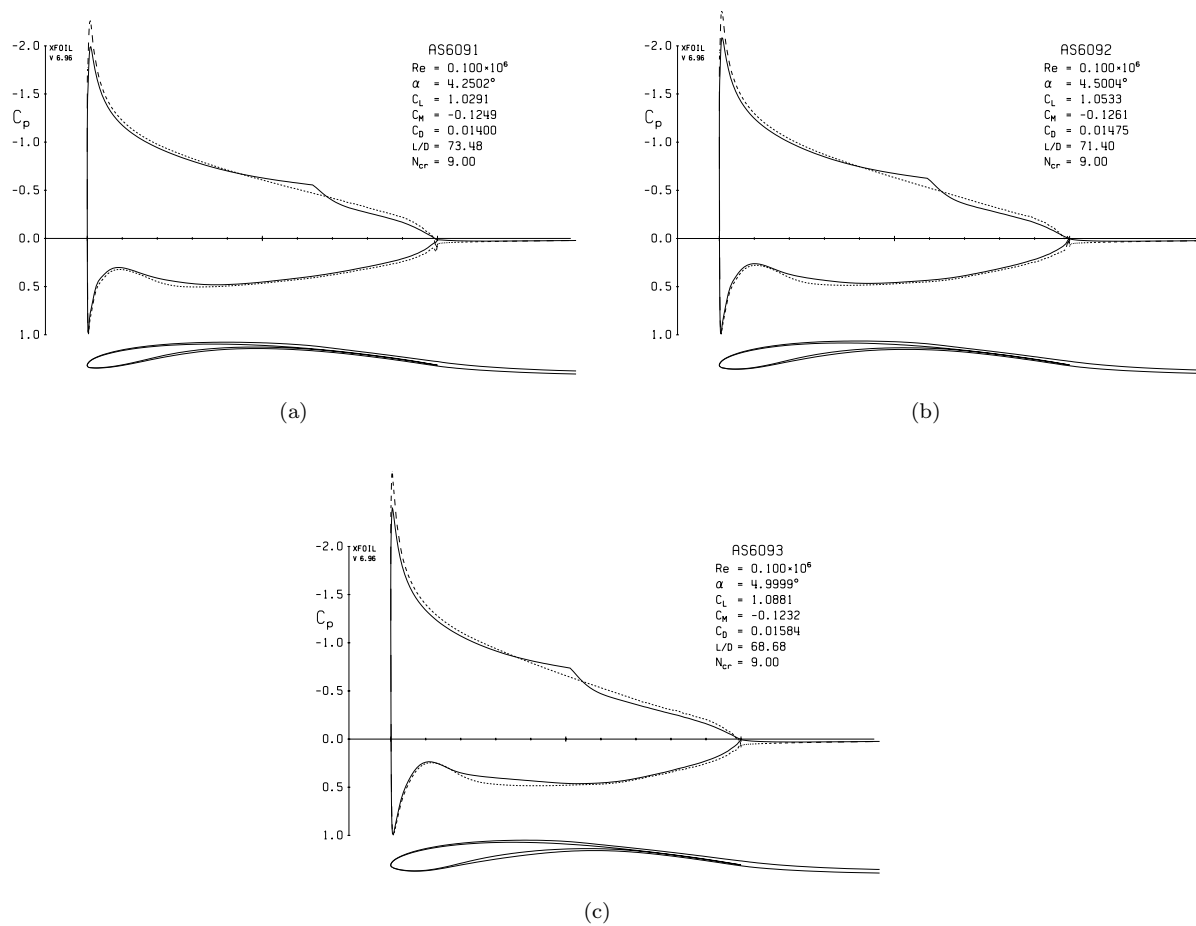 AS6091
XFOIL
V 6.96
Re = 0.100×10⁶
α = 4.2502°
C_L = 1.0291
C_M = -0.1249
C_D = 0.01400
L/D = 73.48
N_cr = 9.00
C_p
-2.0
-1.5
-1.0
-0.5
0.0
0.5
1.0
(a)
AS6092
XFOIL
V 6.96
Re = 0.100×10⁶
α = 4.5004°
C_L = 1.0533
C_M = -0.1261
C_D = 0.01475
L/D = 71.40
N_cr = 9.00
C_p
-2.0
-1.5
-1.0
-0.5
0.0
0.5
1.0
(b)
AS6093
XFOIL
V 6.96
Re = 0.100×10⁶
α = 4.9999°
C_L = 1.0881
C_M = -0.1232
C_D = 0.01584
L/D = 68.68
N_cr = 9.00
C_p
-2.0
-1.5
-1.0
-0.5
0.0
0.5
1.0
(c)